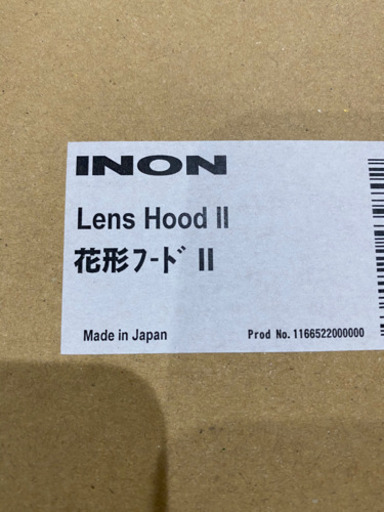 INON
Lens Hood II
花形ﾌｰﾄﾞ II
Made in Japan
Prod No. 1166522000000